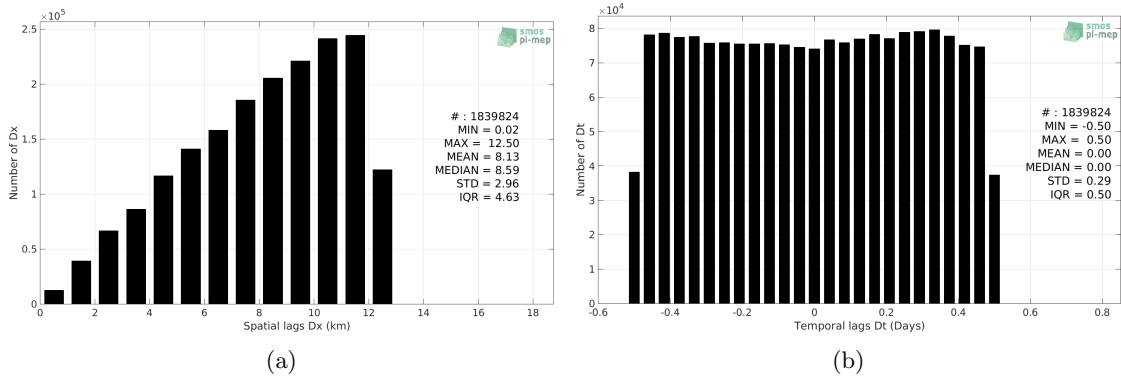 ×10⁵
2.5
2
1.5
1
0.5
0
0 2 4 6 8 10 12 14 16 18
Number of Dx
Spatial lags Dx (km)
smos
pi-mep
# : 1839824
MIN = 0.02
MAX = 12.50
MEAN = 8.13
MEDIAN = 8.59
STD = 2.96
IQR = 4.63
(a)
×10⁴
8
7
6
5
4
3
2
1
0
-0.6 -0.4 -0.2 0 0.2 0.4 0.6 0.8
Number of Dt
Temporal lags Dt (Days)
smos
pi-mep
# : 1839824
MIN = -0.50
MAX = 0.50
MEAN = 0.00
MEDIAN = 0.00
STD = 0.29
IQR = 0.50
(b)